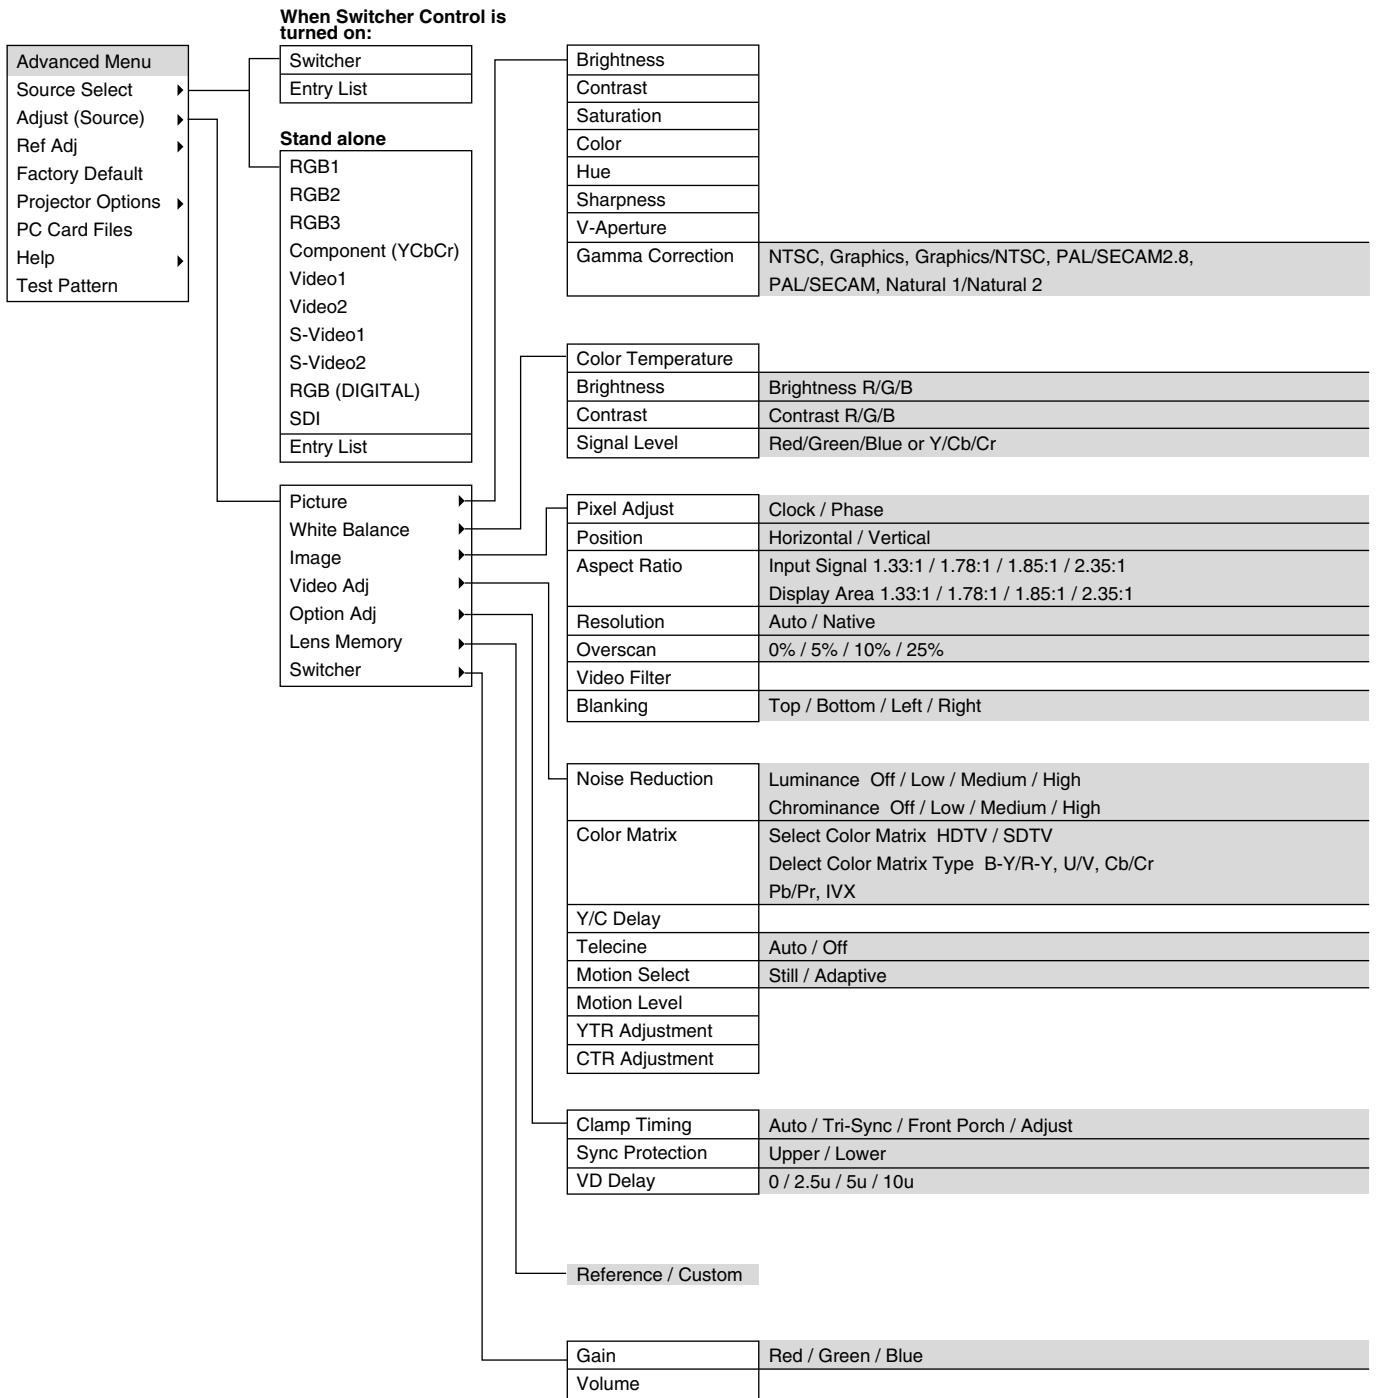 When Switcher Control is
turned on:
Advanced Menu
Source Select
Adjust (Source)
Ref Adj
Factory Default
Projector Options
PC Card Files
Help
Test Pattern
Switcher
Entry List
Stand alone
RGB1
RGB2
RGB3
Component (YCbCr)
Video1
Video2
S-Video1
S-Video2
RGB (DIGITAL)
SDI
Entry List
Picture
White Balance
Image
Video Adj
Option Adj
Lens Memory
Switcher
Brightness
Contrast
Saturation
Color
Hue
Sharpness
V-Aperture
Gamma Correction NTSC, Graphics, Graphics/NTSC, PAL/SECAM2.8,
PAL/SECAM, Natural 1/Natural 2
Color Temperature
Brightness Brightness R/G/B
Contrast Contrast R/G/B
Signal Level Red/Green/Blue or Y/Cb/Cr
Pixel Adjust Clock / Phase
Position Horizontal / Vertical
Aspect Ratio Input Signal 1.33:1 / 1.78:1 / 1.85:1 / 2.35:1
Display Area 1.33:1 / 1.78:1 / 1.85:1 / 2.35:1
Resolution Auto / Native
Overscan 0% / 5% / 10% / 25%
Video Filter
Blanking Top / Bottom / Left / Right
Noise Reduction Luminance Off / Low / Medium / High
Chrominance Off / Low / Medium / High
Color Matrix Select Color Matrix HDTV / SDTV
Delect Color Matrix Type B-Y/R-Y, U/V, Cb/Cr
Pb/Pr, IVX
Y/C Delay
Telecine Auto / Off
Motion Select Still / Adaptive
Motion Level
YTR Adjustment
CTR Adjustment
Clamp Timing Auto / Tri-Sync / Front Porch / Adjust
Sync Protection Upper / Lower
VD Delay 0 / 2.5u / 5u / 10u
Reference / Custom
Gain Red / Green / Blue
Volume